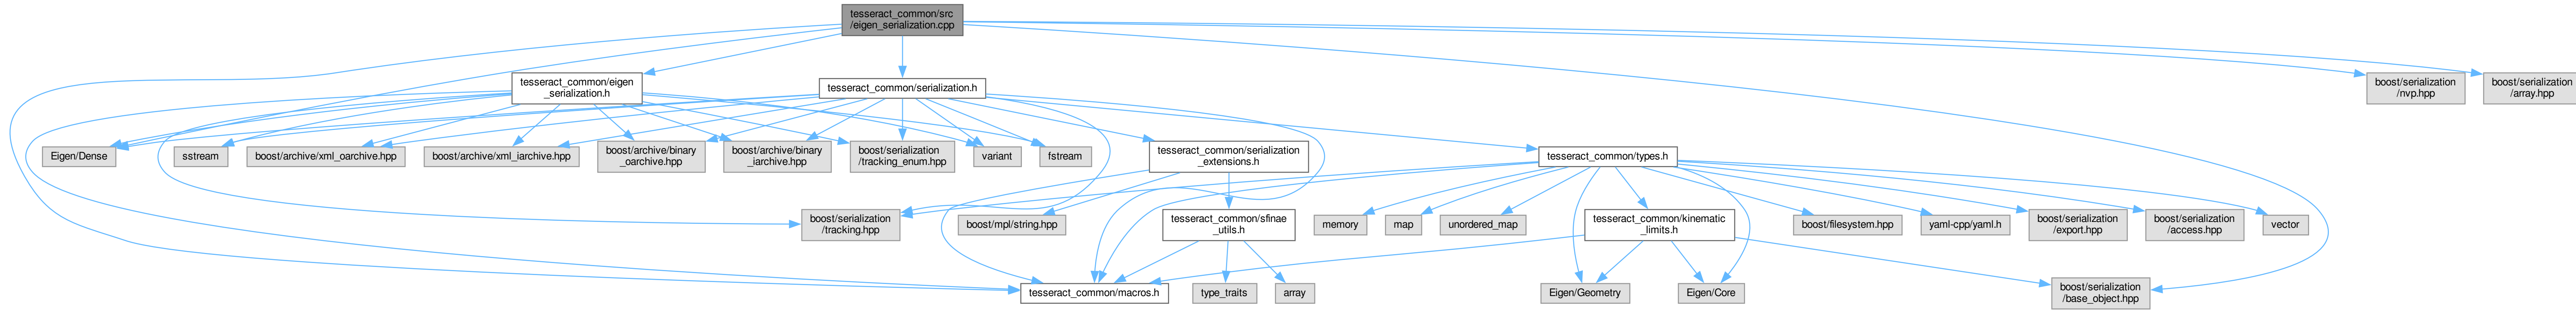 tesseract_common/src
/eigen_serialization.cpp
tesseract_common/eigen
_serialization.h
tesseract_common/serialization.h
boost/serialization
/nvp.hpp
boost/serialization
/array.hpp
Eigen/Dense
sstream
boost/archive/xml_oarchive.hpp
boost/archive/xml_iarchive.hpp
boost/archive/binary
_oarchive.hpp
boost/archive/binary
_iarchive.hpp
boost/serialization
/tracking_enum.hpp
variant
fstream
tesseract_common/serialization
_extensions.h
tesseract_common/types.h
boost/serialization
/tracking.hpp
boost/mpl/string.hpp
tesseract_common/sfinae
_utils.h
memory
map
unordered_map
tesseract_common/kinematic
_limits.h
boost/filesystem.hpp
yaml-cpp/yaml.h
boost/serialization
/export.hpp
boost/serialization
/access.hpp
vector
tesseract_common/macros.h
type_traits
array
Eigen/Geometry
Eigen/Core
boost/serialization
/base_object.hpp